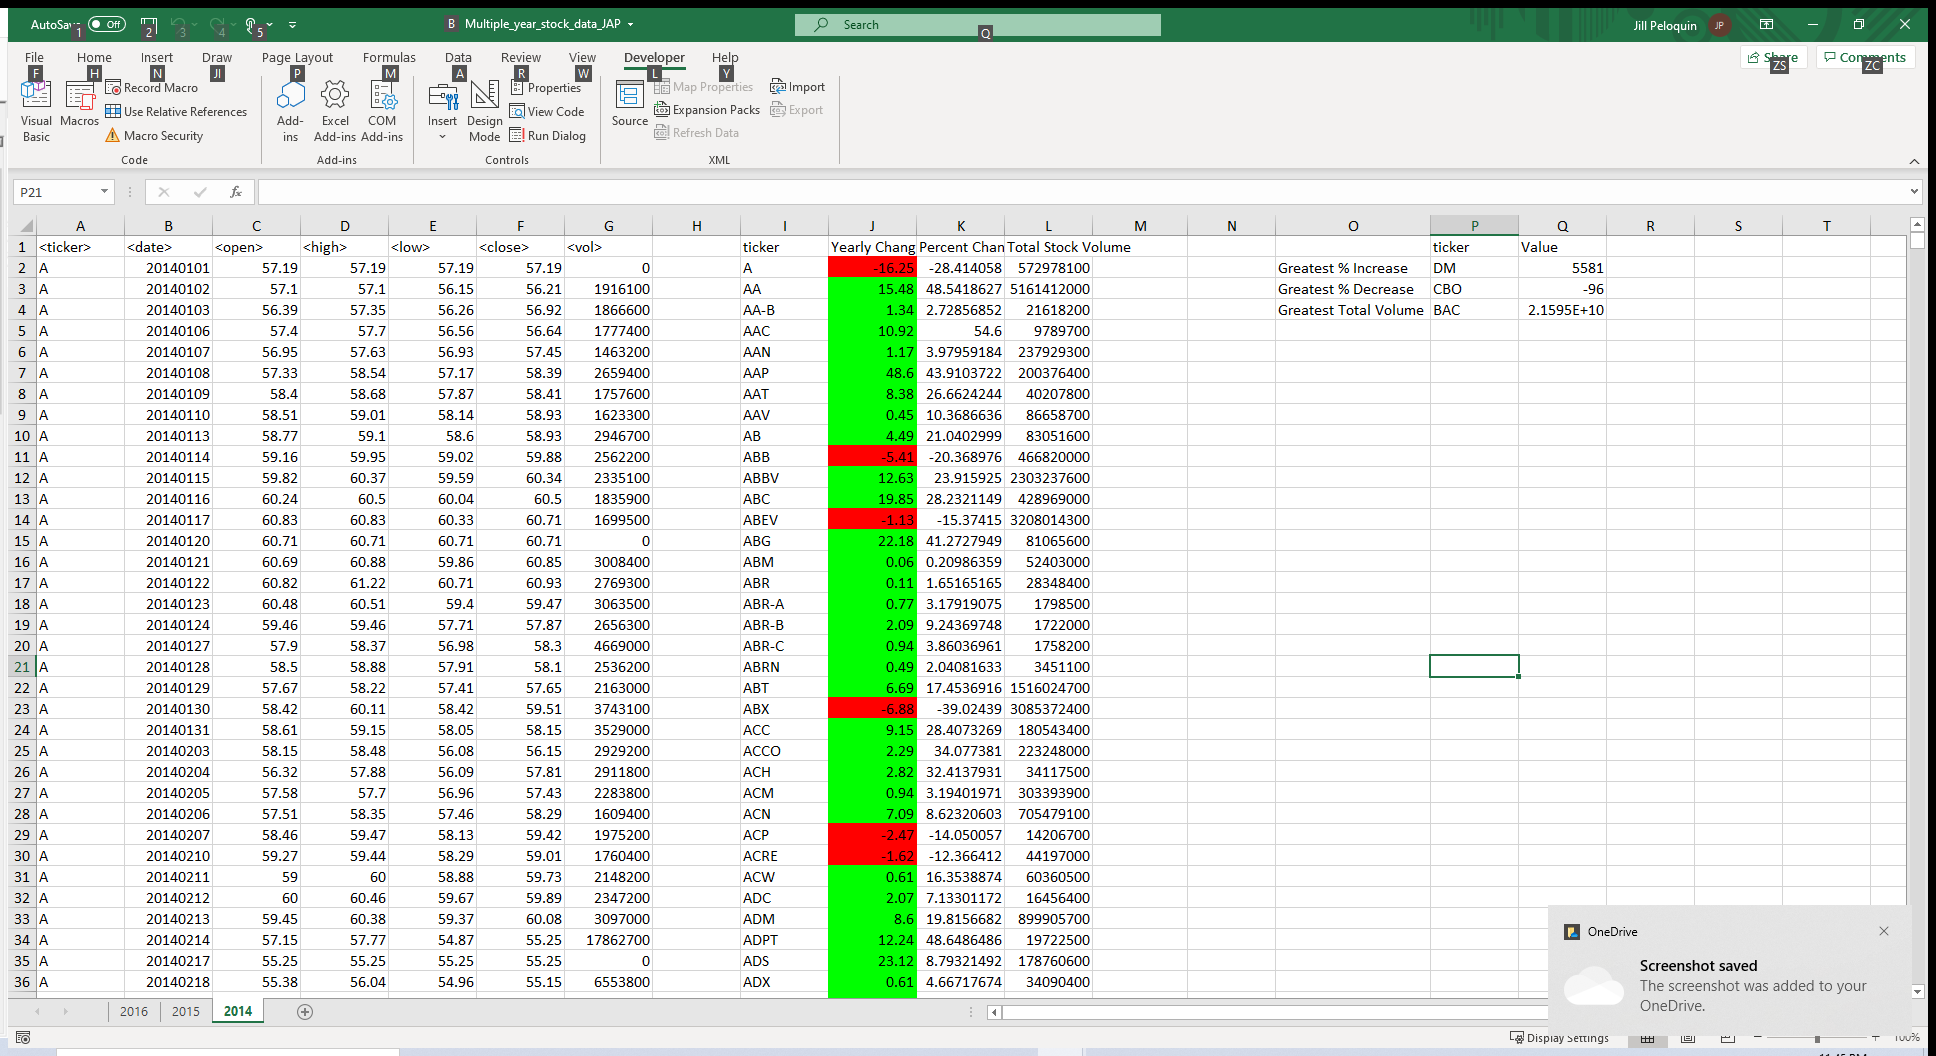 AutoSav Off 1 2 3 4 5 B Multiple_year_stock_data_JAP Search Q Jill Peloquin JP
File Home Insert Draw Page Layout Formulas Data Review View Developer Help Share Comments
F H N JI P M A R W L Y ZS ZC
Visual Basic
Macros
Record Macro
Use Relative References
Macro Security
Code
Add-ins
Excel Add-ins
COM Add-ins
Add-ins
Insert
Design Mode
Properties
View Code
Run Dialog
Controls
Source
Map Properties
Expansion Packs
Refresh Data
Import
Export
XML
P21 fx
A B C D E F G H I J K L M N O P Q R S T
1 <ticker> <date> <open> <high> <low> <close> <vol> ticker Yearly Chang Percent Chan Total Stock Volume ticker Value
2 A 20140101 57.19 57.19 57.19 57.19 0 A -16.25 -28.414058 572978100 Greatest % Increase DM 5581
3 A 20140102 57.1 57.1 56.15 56.21 1916100 AA 15.48 48.5418627 5161412000 Greatest % Decrease CBO -96
4 A 20140103 56.39 57.35 56.26 56.92 1866600 AA-B 1.34 2.72856852 21618200 Greatest Total Volume BAC 2.1595E+10
5 A 20140106 57.4 57.7 56.56 56.64 1777400 AAC 10.92 54.6 9789700
6 A 20140107 56.95 57.63 56.93 57.45 1463200 AAN 1.17 3.97959184 237929300
7 A 20140108 57.33 58.54 57.17 58.39 2659400 AAP 48.6 43.9103722 200376400
8 A 20140109 58.4 58.68 57.87 58.41 1757600 AAT 8.38 26.6624244 40207800
9 A 20140110 58.51 59.01 58.14 58.93 1623300 AAV 0.45 10.3686636 86658700
10 A 20140113 58.77 59.1 58.6 58.93 2946700 AB 4.49 21.0402999 83051600
11 A 20140114 59.16 59.95 59.02 59.88 2562200 ABB -5.41 -20.368976 466820000
12 A 20140115 59.82 60.37 59.59 60.34 2335100 ABBV 12.63 23.915925 2303237600
13 A 20140116 60.24 60.5 60.04 60.5 1835900 ABC 19.85 28.2321149 428969000
14 A 20140117 60.83 60.83 60.33 60.71 1699500 ABEV -1.13 -15.37415 3208014300
15 A 20140120 60.71 60.71 60.71 60.71 0 ABG 22.18 41.2727949 81065600
16 A 20140121 60.69 60.88 59.86 60.85 3008400 ABM 0.06 0.20986359 52403000
17 A 20140122 60.82 61.22 60.71 60.93 2769300 ABR 0.11 1.65165165 28348400
18 A 20140123 60.48 60.51 59.4 59.47 3063500 ABR-A 0.77 3.17919075 1798500
19 A 20140124 59.46 59.46 57.71 57.87 2656300 ABR-B 2.09 9.24369748 1722000
20 A 20140127 57.9 58.37 56.98 58.3 4669000 ABR-C 0.94 3.86036961 1758200
21 A 20140128 58.5 58.88 57.91 58.1 2536200 ABRN 0.49 2.04081633 3451100
22 A 20140129 57.67 58.22 57.41 57.65 2163000 ABT 6.69 17.4536916 1516024700
23 A 20140130 58.42 60.11 58.42 59.51 3743100 ABX -6.88 -39.02439 3085372400
24 A 20140131 58.61 59.15 58.05 58.15 3529000 ACC 9.15 28.4073269 180543400
25 A 20140203 58.15 58.48 56.08 56.15 2929200 ACCO 2.29 34.077381 223248000
26 A 20140204 56.32 57.88 56.09 57.81 2911800 ACH 2.82 32.4137931 34117500
27 A 20140205 57.58 57.7 56.96 57.43 2283800 ACM 0.94 3.19401971 303393900
28 A 20140206 57.51 58.35 57.46 58.29 1609400 ACN 7.09 8.62320603 705479100
29 A 20140207 58.46 59.47 58.13 59.42 1975200 ACP -2.47 -14.050057 14206700
30 A 20140210 59.27 59.44 58.29 59.01 1760400 ACRE -1.62 -12.366412 44197000
31 A 20140211 59 60 58.88 59.73 2148200 ACW 0.61 16.3538874 60360500
32 A 20140212 60 60.46 59.67 59.89 2347200 ADC 2.07 7.13301172 16456400
33 A 20140213 59.45 60.38 59.37 60.08 3097000 ADM 8.6 19.8156682 899905700
34 A 20140214 57.15 57.77 54.87 55.25 17862700 ADPT 12.24 48.6486486 19722500
35 A 20140217 55.25 55.25 55.25 55.25 0 ADS 23.12 8.79321492 178760600
36 A 20140218 55.38 56.04 54.96 55.15 6553800 ADX 0.61 4.66717674 34090400
OneDrive
Screenshot saved
The screenshot was added to your
OneDrive.
2016 2015 2014
Display Settings 100%